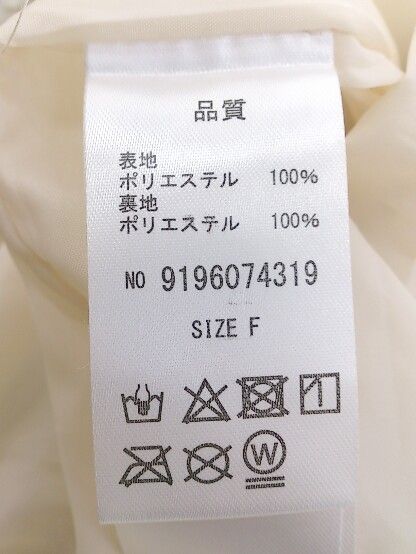 品質
表地
ポリエステル 100%
裏地
ポリエステル 100%
NO 9196074319
SIZE F
W